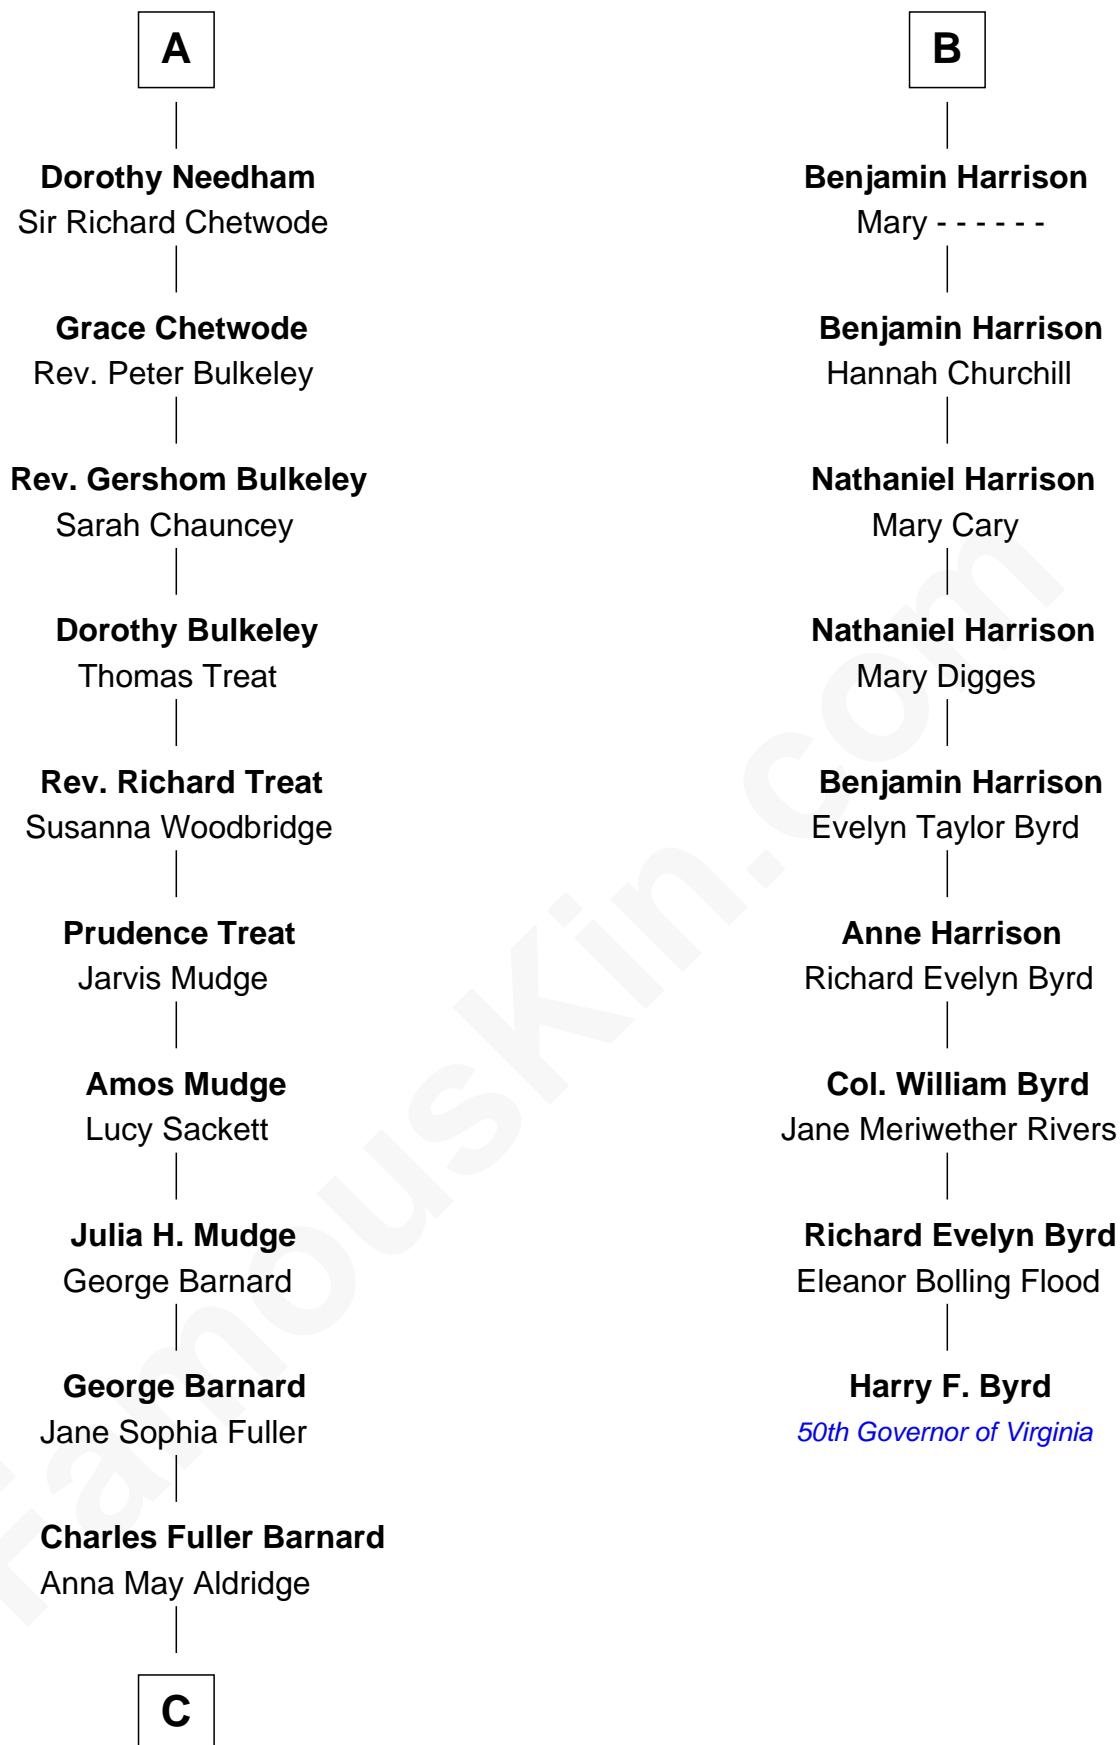 A
Dorothy Needham
Sir Richard Chetwode
Grace Chetwode
Rev. Peter Bulkeley
Rev. Gershom Bulkeley
Sarah Chauncey
Dorothy Bulkeley
Thomas Treat
Rev. Richard Treat
Susanna Woodbridge
Prudence Treat
Jarvis Mudge
Amos Mudge
Lucy Sackett
Julia H. Mudge
George Barnard
George Barnard
Jane Sophia Fuller
Charles Fuller Barnard
Anna May Aldridge
C
B
Benjamin Harrison
Mary - - - - - -
Benjamin Harrison
Hannah Churchill
Nathaniel Harrison
Mary Cary
Nathaniel Harrison
Mary Digges
Benjamin Harrison
Evelyn Taylor Byrd
Anne Harrison
Richard Evelyn Byrd
Col. William Byrd
Jane Meriwether Rivers
Richard Evelyn Byrd
Eleanor Bolling Flood
Harry F. Byrd
50th Governor of Virginia
FamousKin.com